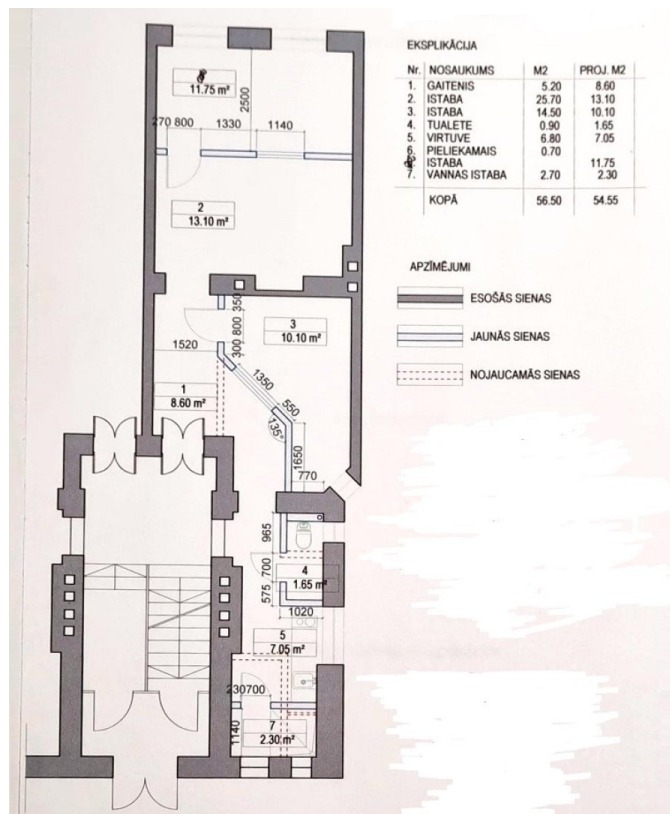 EKSPLIKĀCIJA
Nr. NOSAUKUMS M2 PROJ. M2
1. GAITENIS 5.20 8.60
2. ISTABA 25.70 13.10
3. ISTABA 14.50 10.10
4. TUALETE 0.90 1.65
5. VIRTUVE 6.80 7.05
6. PIELIEKAMAIS 0.70
ISTABA 11.75
7. VANNAS ISTABA 2.70 2.30
KOPĀ 56.50 54.55
APZĪMĒJUMI
ESOŠĀS SIENAS
JAUNĀS SIENAS
NOJAUCAMĀS SIENAS
11.75 m²
2500
270 800 1330 1140
2
13.10 m²
350
800
300
3
10.10 m²
1520
1350
550
135°
1
8.60 m²
1650
770
965
700
575
4
1.65 m²
1020
5
7.05 m²
230 700
1140
7
2.30 m²